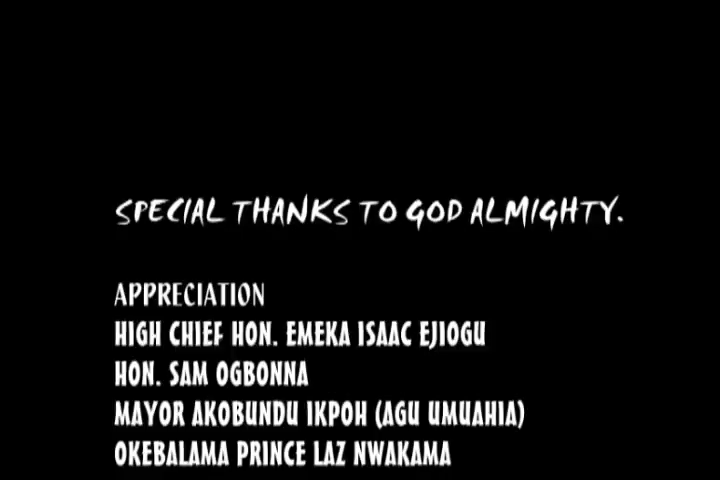 SPECIAL THANKS TO GOD ALMIGHTY.
APPRECIATION
HIGH CHIEF HON. EMEKA ISAAC EJIOGU
HON. SAM OGBONNA
MAYOR AKOBUNDU IKPOH (AGU UMUAHIA)
OKEBALAMA PRINCE LAZ NWAKAMA